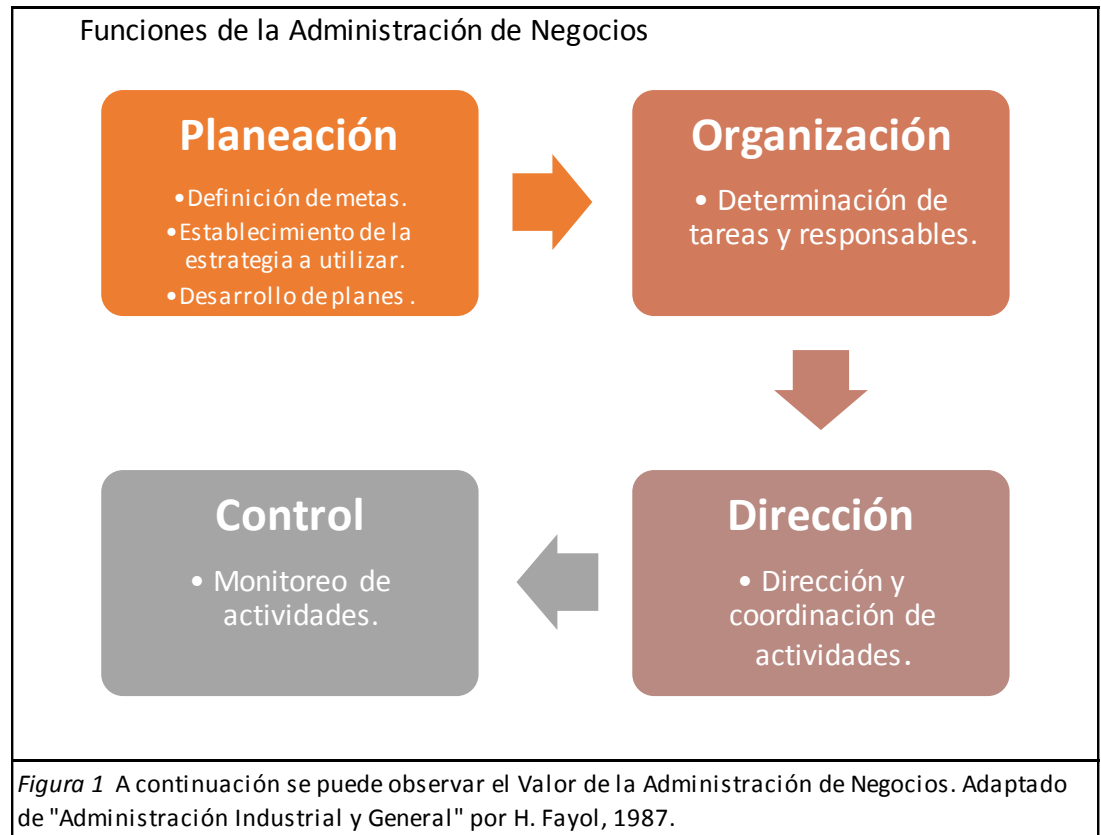 Funciones de la Administración de Negocios
Planeación
•Definición de metas.
•Establecimiento de la
estrategia a utilizar.
•Desarrollo de planes .
Organización
• Determinación de
tareas y responsables.
Dirección
• Dirección y
coordinación de
actividades.
Control
• Monitoreo de
actividades.
Figura 1 A continuación se puede observar el Valor de la Administración de Negocios. Adaptado
de "Administración Industrial y General" por H. Fayol, 1987.